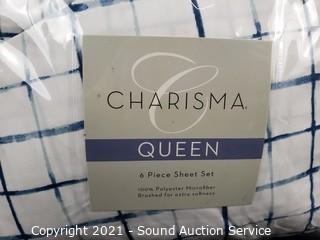 C
CHARISMA®
QUEEN
6 Piece Sheet Set
100% Polyester Microfiber
Brushed for extra softness
Copyright 2021 - Sound Auction Service